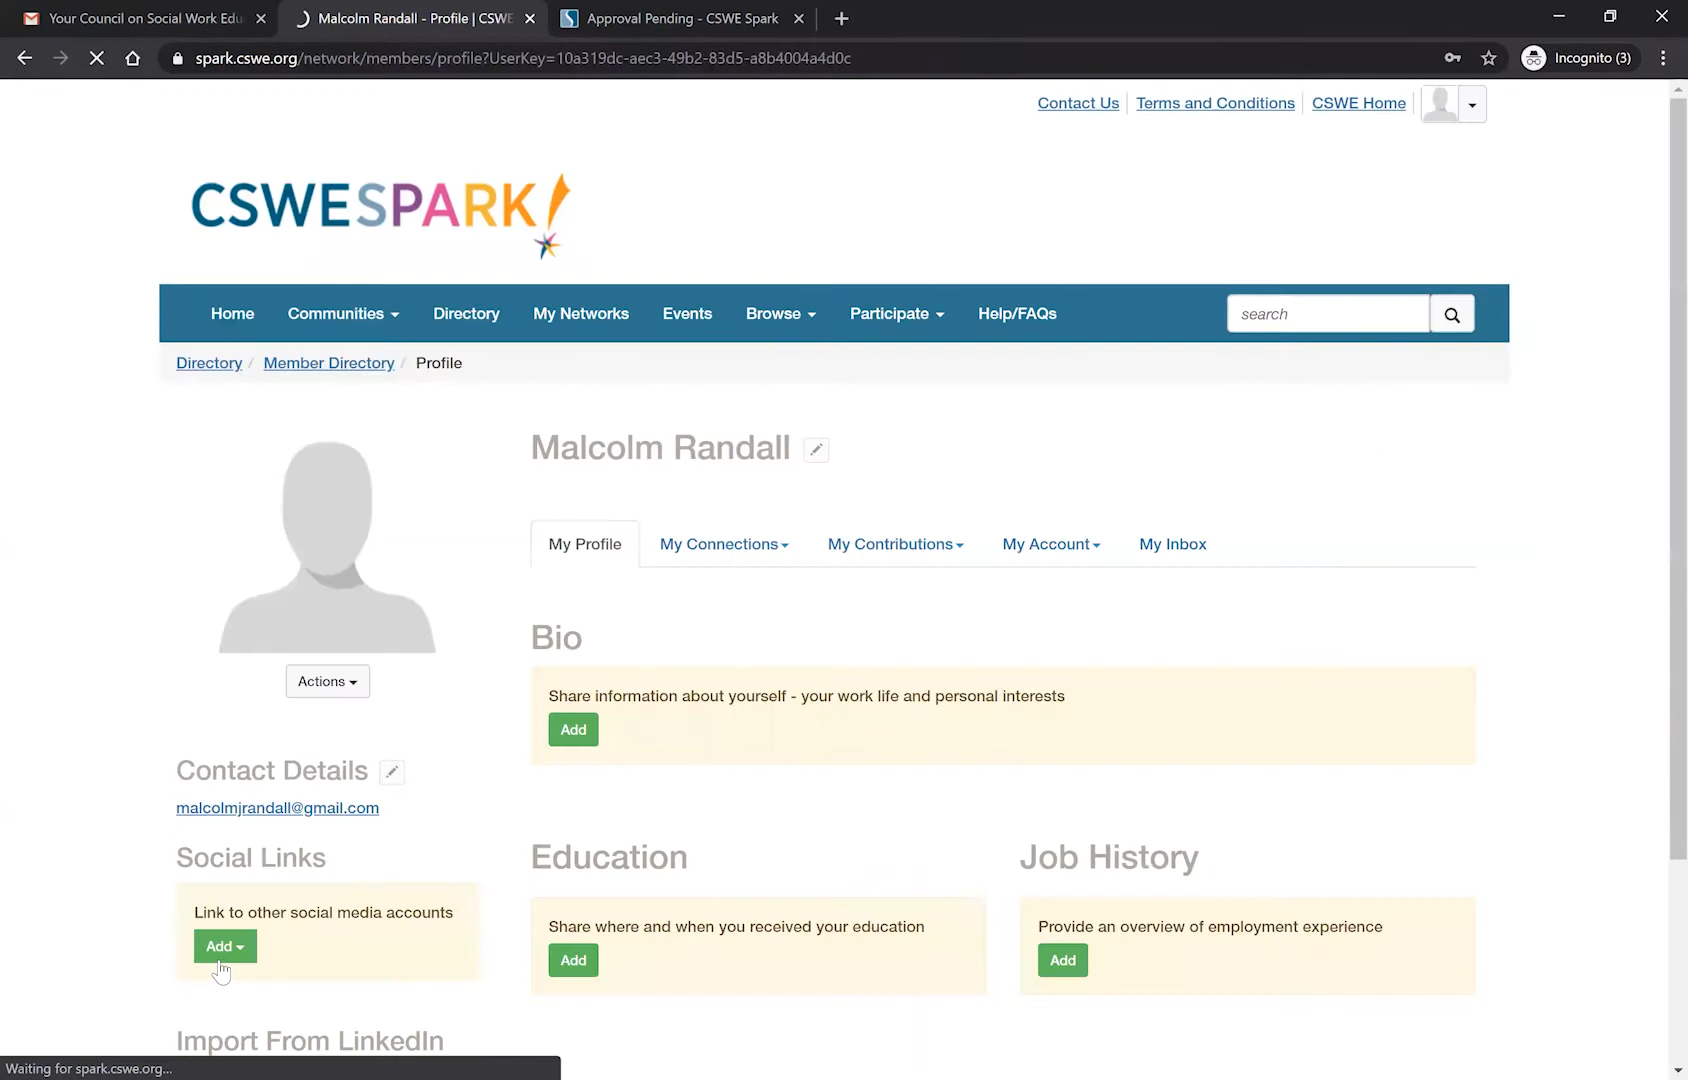 Your Council on Social Work Edu
Malcolm Randall - Profile | CSWE
Approval Pending - CSWE Spark
spark.cswe.org/network/members/profile?UserKey=10a319dc-aec3-49b2-83d5-a8b4004a4d0c
Incognito (3)
Contact Us
Terms and Conditions
CSWE Home
CSWESPARK!
Home
Communities
Directory
My Networks
Events
Browse
Participate
Help/FAQs
search
Directory / Member Directory / Profile
Malcolm Randall
My Profile
My Connections
My Contributions
My Account
My Inbox
Actions
Bio
Share information about yourself - your work life and personal interests
Add
Contact Details
malcolmjrandall@gmail.com
Social Links
Link to other social media accounts
Add
Education
Share where and when you received your education
Add
Job History
Provide an overview of employment experience
Add
Import From LinkedIn
Waiting for spark.cswe.org...